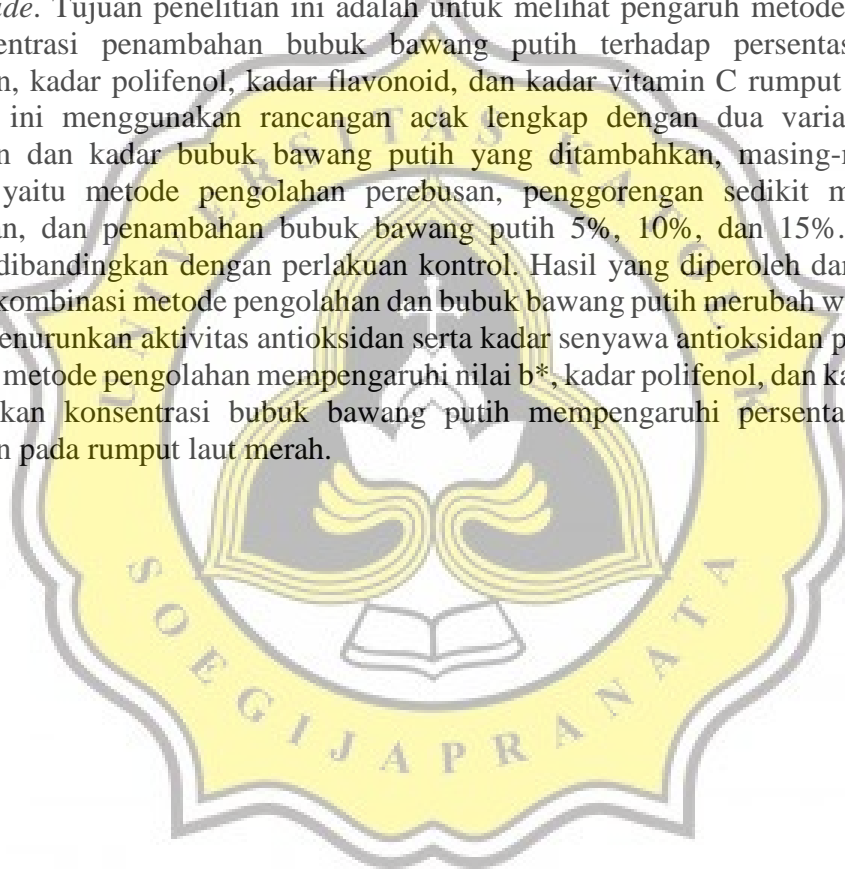 ade. Tujuan penelitian ini adalah untuk melihat pengaruh metode
entrasi penambahan bubuk bawang putih terhadap persentas
n, kadar polifenol, kadar flavonoid, dan kadar vitamin C rumput
ini menggunakan rancangan acak lengkap dengan dua varia
n dan kadar bubuk bawang putih yang ditambahkan, masing-r
yaitu metode pengolahan perebusan, penggorengan sedikit m
an, dan penambahan bubuk bawang putih 5%, 10%, dan 15%.
dibandingkan dengan perlakuan kontrol. Hasil yang diperoleh dar
kombinasi metode pengolahan dan bubuk bawang putih merubah w
enurunkan aktivitas antioksidan serta kadar senyawa antioksidan p
metode pengolahan mempengaruhi nilai b*, kadar polifenol, dan ka
kan konsentrasi bubuk bawang putih mempengaruhi persenta
n pada rumput laut merah.
UNIVERSITAS KATOLIK
SOEGIJAPRANATA